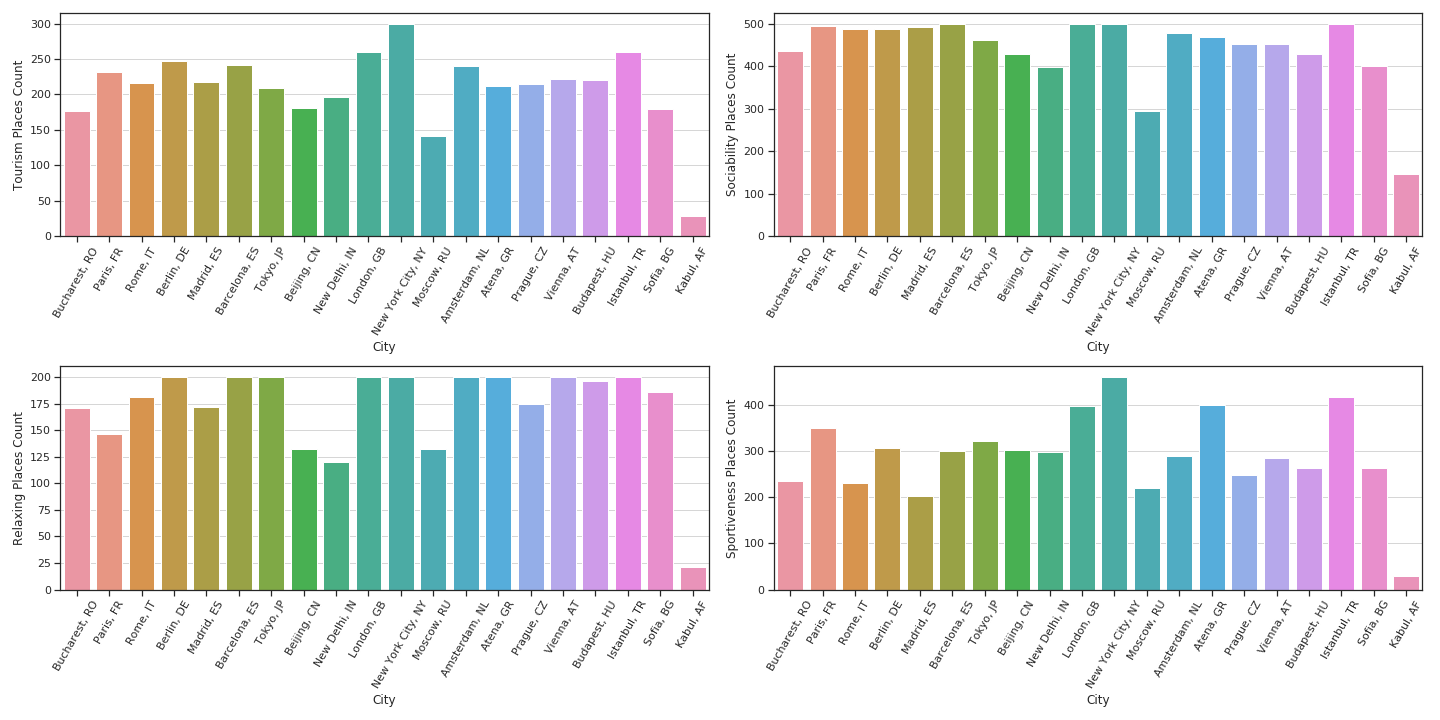 Tourism Places Count
300
250
200
150
100
50
0
Bucharest, RO
Paris, FR
Rome, IT
Berlin, DE
Madrid, ES
Barcelona, ES
Tokyo, JP
Beijing, CN
New Delhi, IN
London, GB
New York City, NY
Moscow, RU
Amsterdam, NL
Atena, GR
Prague, CZ
Vienna, AT
Budapest, HU
Istanbul, TR
Sofia, BG
Kabul, AF
City
Sociability Places Count
500
400
300
200
100
0
Bucharest, RO
Paris, FR
Rome, IT
Berlin, DE
Madrid, ES
Barcelona, ES
Tokyo, JP
Beijing, CN
New Delhi, IN
London, GB
New York City, NY
Moscow, RU
Amsterdam, NL
Atena, GR
Prague, CZ
Vienna, AT
Budapest, HU
Istanbul, TR
Sofia, BG
Kabul, AF
City
Relaxing Places Count
200
175
150
125
100
75
50
25
0
Bucharest, RO
Paris, FR
Rome, IT
Berlin, DE
Madrid, ES
Barcelona, ES
Tokyo, JP
Beijing, CN
New Delhi, IN
London, GB
New York City, NY
Moscow, RU
Amsterdam, NL
Atena, GR
Prague, CZ
Vienna, AT
Budapest, HU
Istanbul, TR
Sofia, BG
Kabul, AF
City
Sportiveness Places Count
400
300
200
100
0
Bucharest, RO
Paris, FR
Rome, IT
Berlin, DE
Madrid, ES
Barcelona, ES
Tokyo, JP
Beijing, CN
New Delhi, IN
London, GB
New York City, NY
Moscow, RU
Amsterdam, NL
Atena, GR
Prague, CZ
Vienna, AT
Budapest, HU
Istanbul, TR
Sofia, BG
Kabul, AF
City